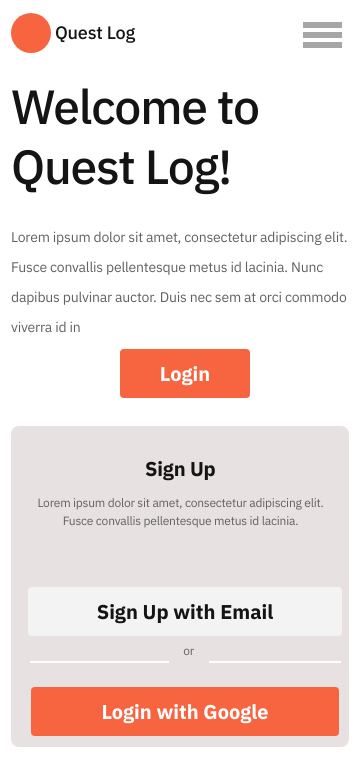 Quest Log
Welcome to
Quest Log!
Lorem ipsum dolor sit amet, consectetur adipiscing elit.
Fusce convallis pellentesque metus id lacinia. Nunc
dapibus pulvinar auctor. Duis nec sem at orci commodo
viverra id in
Login
Sign Up
Lorem ipsum dolor sit amet, consectetur adipiscing elit.
Fusce convallis pellentesque metus id lacinia.
Sign Up with Email
or
Login with Google